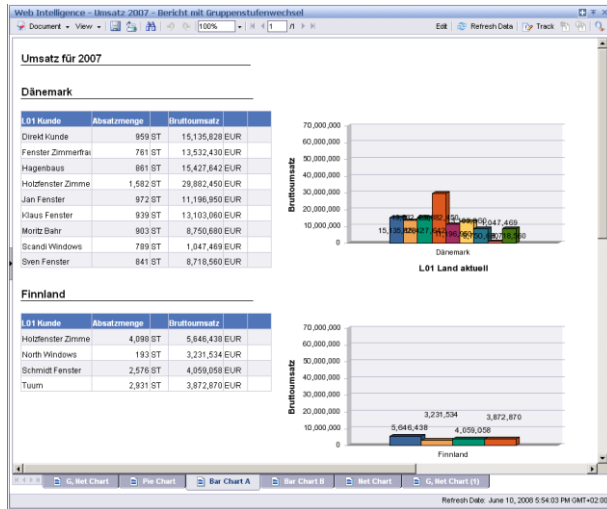 Web Intelligence - Umsatz 2007 - Bericht mit Gruppenstufenwechsel
Document View 100% 1 /1 Edit Refresh Data Track
Umsatz für 2007
Dänemark
L01 Kunde Absatzmenge Bruttoumsatz
Direkt Kunde 959 ST 15,135,828 EUR
Fenster Zimmerfrau 761 ST 13,532,430 EUR
Hagenbaus 861 ST 15,427,642 EUR
Holzfenster Zimme 1,582 ST 29,882,450 EUR
Jan Fenster 972 ST 11,196,950 EUR
Klaus Fenster 939 ST 13,103,060 EUR
Moritz Bahr 903 ST 8,750,680 EUR
Scandi Windows 789 ST 1,047,469 EUR
Sven Fenster 841 ST 8,718,560 EUR
Bruttoumsatz
70,000,000
60,000,000
50,000,000
40,000,000
30,000,000
20,000,000
10,000,000
0
1,047,469
Dänemark
L01 Land aktuell
Finnland
L01 Kunde Absatzmenge Bruttoumsatz
Holzfenster Zimme 4,098 ST 5,646,438 EUR
North Windows 193 ST 3,231,534 EUR
Schmidt Fenster 2,576 ST 4,059,058 EUR
Tuum 2,931 ST 3,872,870 EUR
Bruttoumsatz
70,000,000
60,000,000
50,000,000
40,000,000
30,000,000
20,000,000
10,000,000
0
3,231,534 3,872,870
5,646,438 4,059,058
Finnland
G, Net Chart Pie Chart Bar Chart A Bar Chart B Net Chart G, Net Chart (1)
Refresh Date: June 10, 2008 5:54:03 PM GMT+02:00